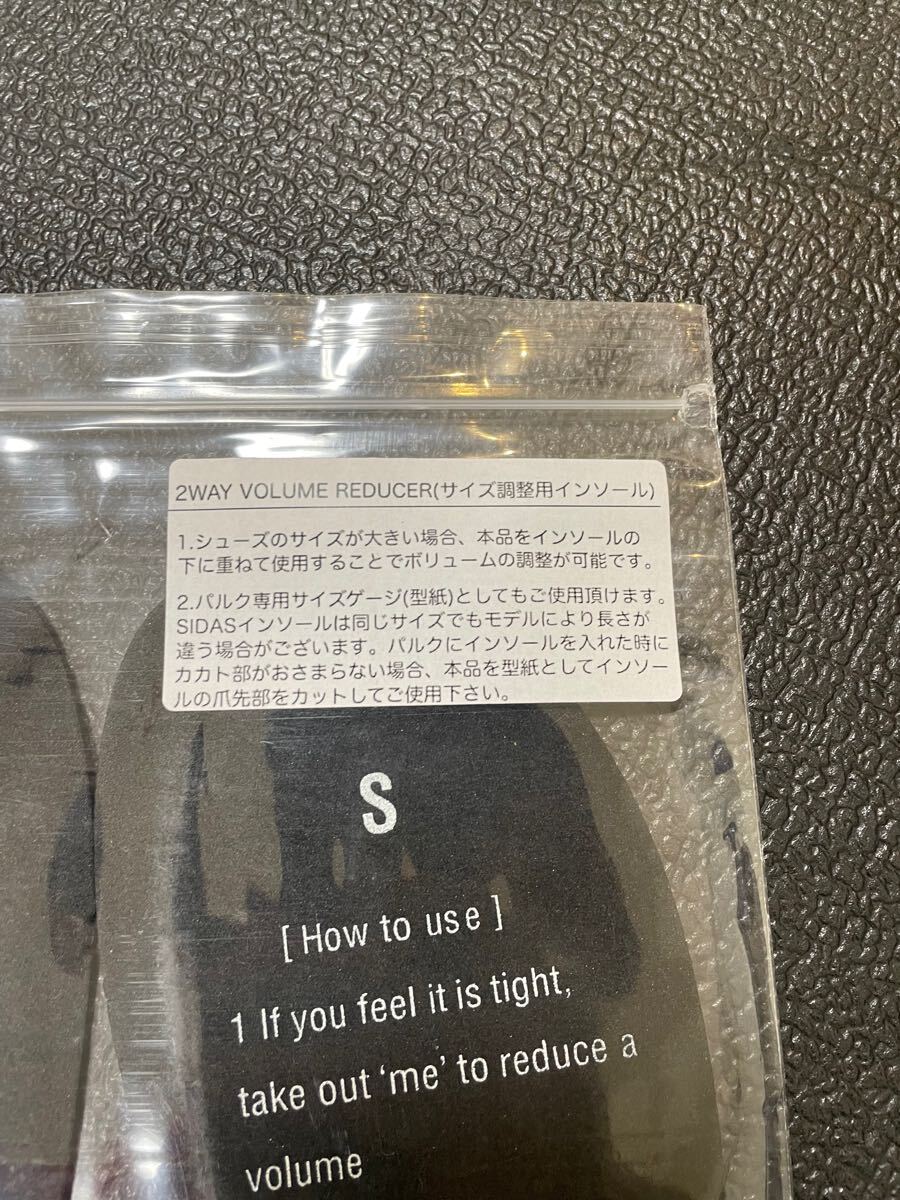 2WAY VOLUME REDUCER(サイズ調整用インソール)
1.シューズのサイズが大きい場合、本品をインソールの
下に重ねて使用することでボリュームの調整が可能です。
2.パルク専用サイズゲージ(型紙)としてもご使用頂けます。
SIDASインソールは同じサイズでもモデルにより長さが
違う場合がございます。パルクにインソールを入れた時に
カカト部がおさまらない場合、本品を型紙としてインソー
ルの爪先部をカットしてご使用下さい。
S
[ How to use ]
1 If you feel it is tight,
take out 'me' to reduce a
volume